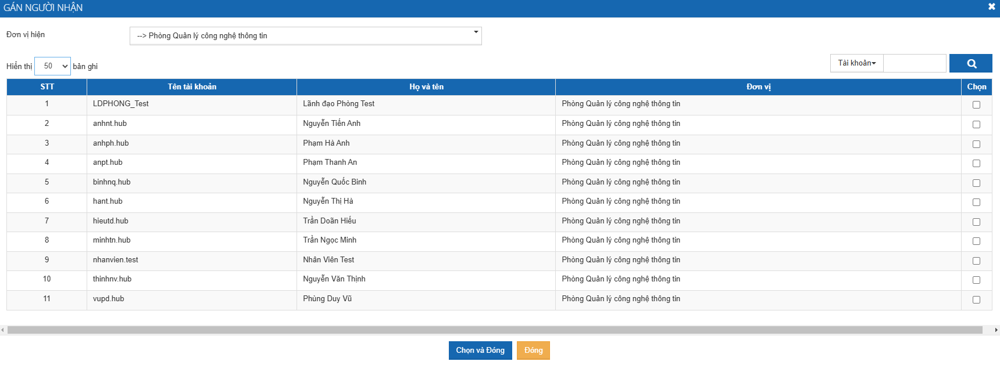 GÁN NGƯỜI NHẬN
Đơn vị hiện --> Phòng Quản lý công nghệ thông tin
Hiển thị 50 bản ghi Tài khoản
STT Tên tài khoản Họ và tên Đơn vị Chọn
1 LDPHONG_Test Lãnh đạo Phòng Test Phòng Quản lý công nghệ thông tin
2 anhnt.hub Nguyễn Tiến Anh Phòng Quản lý công nghệ thông tin
3 anhph.hub Phạm Hà Anh Phòng Quản lý công nghệ thông tin
4 anpt.hub Phạm Thanh An Phòng Quản lý công nghệ thông tin
5 binhnq.hub Nguyễn Quốc Bình Phòng Quản lý công nghệ thông tin
6 hant.hub Nguyễn Thị Hà Phòng Quản lý công nghệ thông tin
7 hieutd.hub Trần Doãn Hiếu Phòng Quản lý công nghệ thông tin
8 minhtn.hub Trần Ngọc Minh Phòng Quản lý công nghệ thông tin
9 nhanvien.test Nhân Viên Test Phòng Quản lý công nghệ thông tin
10 thinhnv.hub Nguyễn Văn Thịnh Phòng Quản lý công nghệ thông tin
11 vupd.hub Phùng Duy Vũ Phòng Quản lý công nghệ thông tin
Chọn và Đóng Đóng